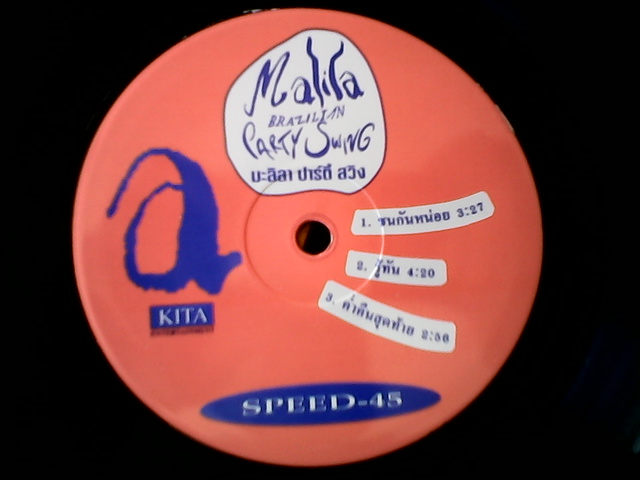 Malila
BRAZILIAN
PARTY SWING
มะลิลา ปาร์ตี้ สวิง
a
1. ชนกันหน่อย 3:27
2. รู้ทัน 4:20
3. ค่ำคืนสุดท้าย 2:56
KITA
ENTERTAINMENT
SPEED-45